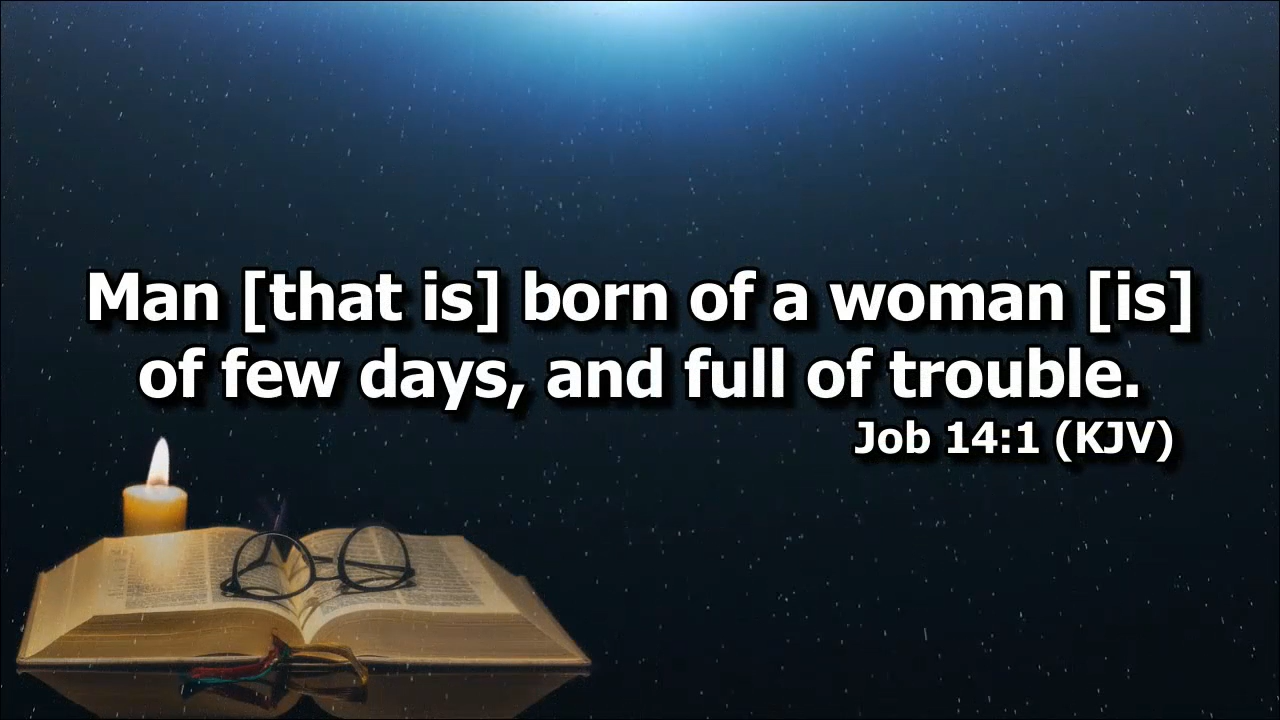 Man [that is] born of a woman [is]
of few days, and full of trouble.
Job 14:1 (KJV)